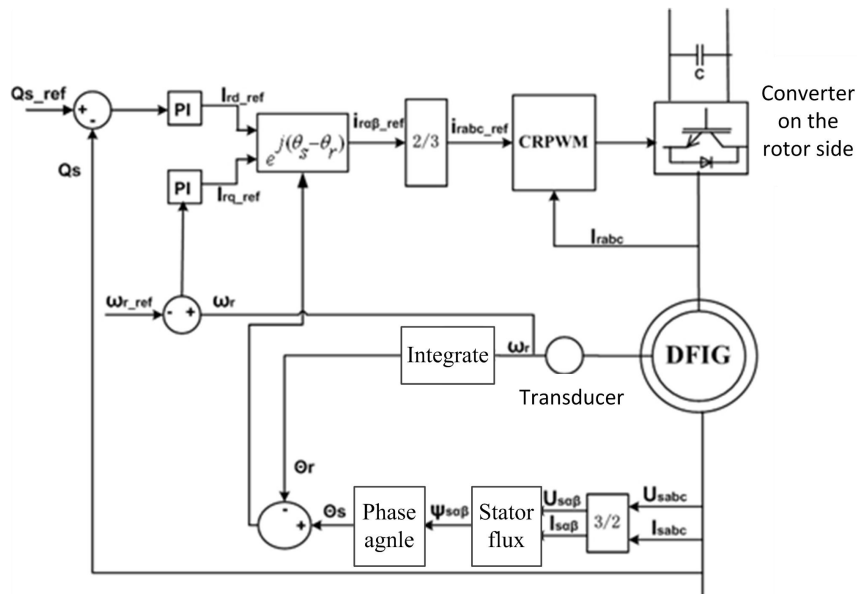 C
Converter
on the
rotor side
Qs_ref
+
-
PI
Ird_ref
e^j(θs−θr)
irαβ_ref
2/3
irabc_ref
CRPWM
Qs
PI
Irq_ref
Irabc
ωr_ref
-
+
ωr
Integrate
ωr
DFIG
Transducer
Θr
-
+
Θs
Phase
agnle
Ψsαβ
Stator
flux
Usαβ
Isαβ
3/2
Usabc
Isabc